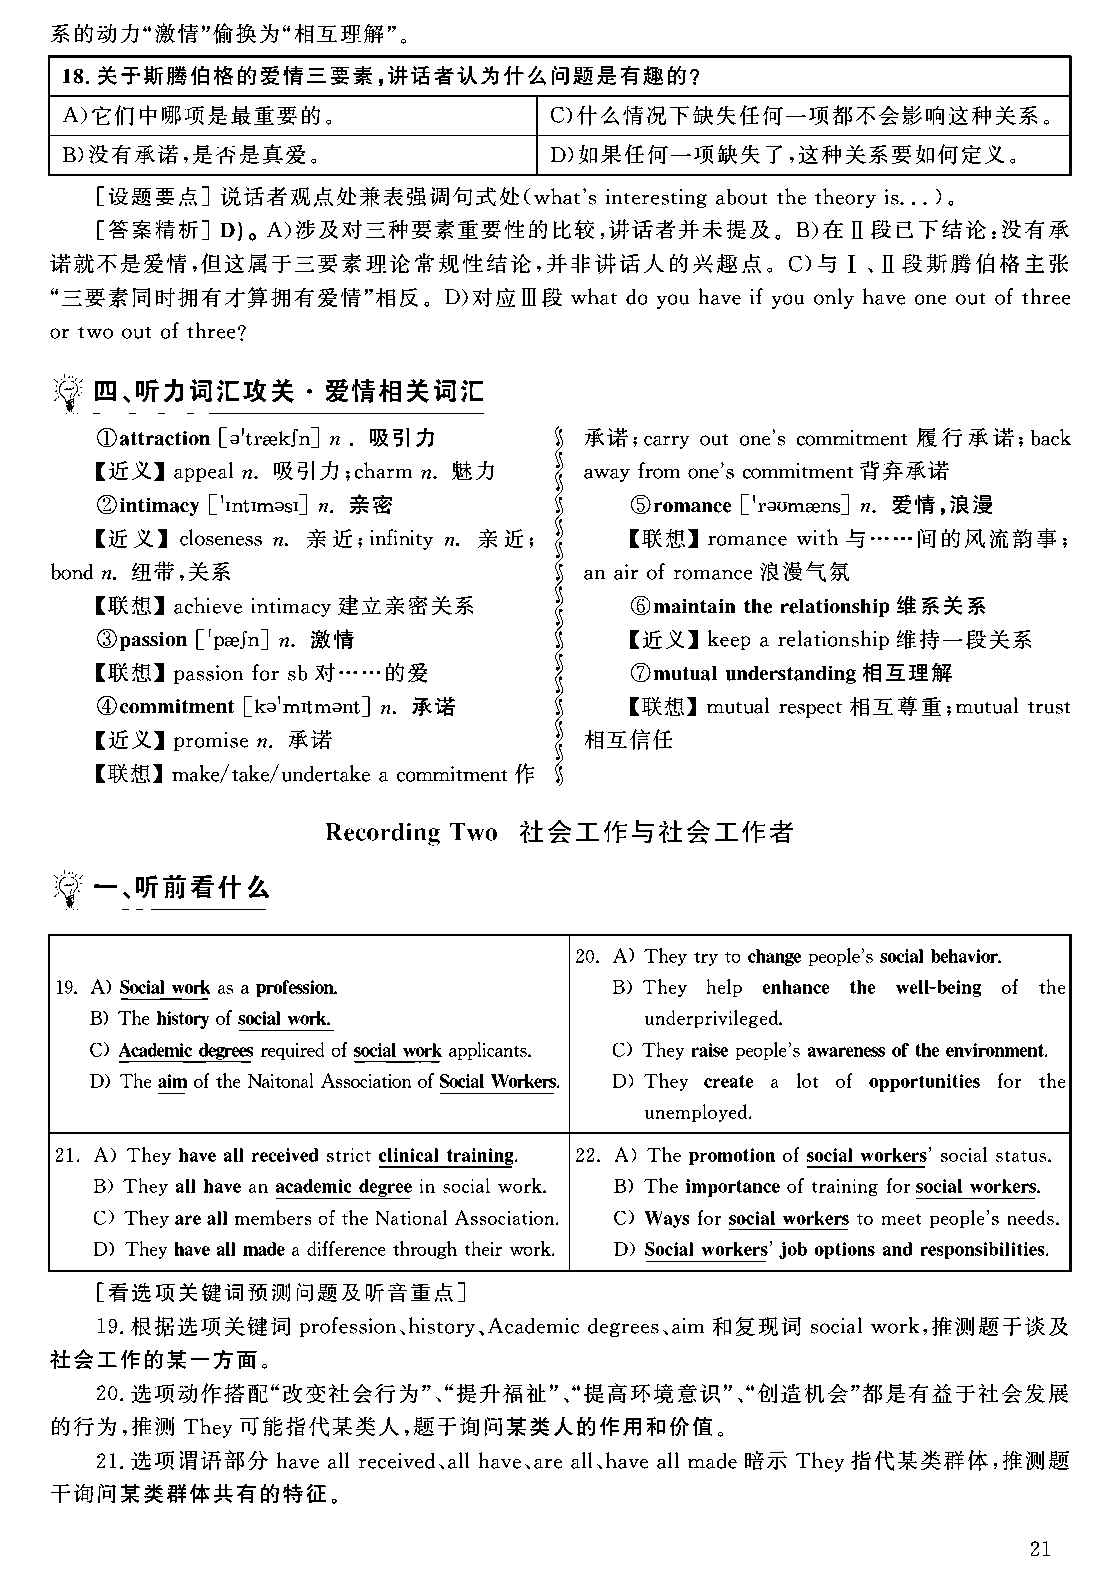 系的动力“激情”偷换为“相互理解”。
18.关于斯腾伯格的爱情三要素,讲话者认为什么问题是有趣的?
A)它们中哪项是最重要的。
C)什么情况下缺失任何一项都不会影响这种关系。
B)没有承诺,是否是真爱。
D)如果任何一项缺失了,这种关系要如何定义。
[设题要点] 说话者观点处兼表强调句式处(what's interesting about the theory is...)。
[答案精析] D)。A)涉及对三种要素重要性的比较,讲话者并未提及。B)在Ⅱ段已下结论:没有承
诺就不是爱情,但这属于三要素理论常规性结论,并非讲话人的兴趣点。C)与Ⅰ、Ⅱ段斯腾伯格主张
“三要素同时拥有才算拥有爱情”相反。D)对应Ⅲ段 what do you have if you only have one out of three
or two out of three?
四、听力词汇攻关·爱情相关词汇
①attraction [ə'trækʃn] n. 吸引力
【近义】appeal n. 吸引力;charm n. 魅力
②intimacy ['ɪntɪməsɪ] n. 亲密
【近义】closeness n. 亲近;infinity n. 亲近;
bond n. 纽带,关系
【联想】achieve intimacy 建立亲密关系
③passion ['pæʃn] n. 激情
【联想】passion for sb 对……的爱
④commitment [kə'mɪtmənt] n. 承诺
【近义】promise n. 承诺
【联想】make/take/undertake a commitment 作
承诺;carry out one's commitment 履行承诺;back
away from one's commitment 背弃承诺
⑤romance ['rəʊmæns] n. 爱情,浪漫
【联想】romance with 与……间的风流韵事;
an air of romance 浪漫气氛
⑥maintain the relationship 维系关系
【近义】keep a relationship 维持一段关系
⑦mutual understanding 相互理解
【联想】mutual respect 相互尊重;mutual trust
相互信任
Recording Two 社会工作与社会工作者
一、听前看什么
19. A) Social work as a profession.
B) The history of social work.
C) Academic degrees required of social work applicants.
D) The aim of the Naitonal Association of Social Workers.
20. A) They try to change people's social behavior.
B) They help enhance the well-being of the
underprivileged.
C) They raise people's awareness of the environment.
D) They create a lot of opportunities for the
unemployed.
21. A) They have all received strict clinical training.
B) They all have an academic degree in social work.
C) They are all members of the National Association.
D) They have all made a difference through their work.
22. A) The promotion of social workers' social status.
B) The importance of training for social workers.
C) Ways for social workers to meet people's needs.
D) Social workers' job options and responsibilities.
[看选项关键词预测问题及听音重点]
19.根据选项关键词 profession、history、Academic degrees、aim 和复现词 social work,推测题干谈及
社会工作的某一方面。
20.选项动作搭配“改变社会行为”、“提升福祉”、“提高环境意识”、“创造机会”都是有益于社会发展
的行为,推测 They 可能指代某类人,题干询问某类人的作用和价值。
21.选项谓语部分 have all received、all have、are all、have all made 暗示 They 指代某类群体,推测题
干询问某类群体共有的特征。
21